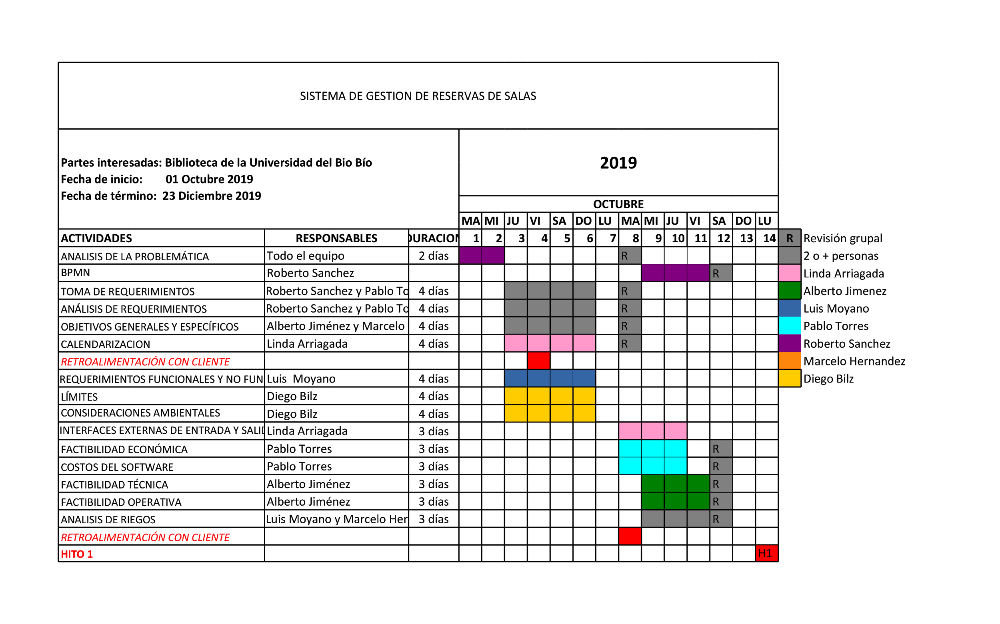 SISTEMA DE GESTION DE RESERVAS DE SALAS
Partes interesadas: Biblioteca de la Universidad del Bio Bío
Fecha de inicio: 01 Octubre 2019
Fecha de término: 23 Diciembre 2019
2019
OCTUBRE
MA MI JU VI SA DO LU MA MI JU VI SA DO LU
ACTIVIDADES RESPONSABLES DURACION 1 2 3 4 5 6 7 8 9 10 11 12 13 14 R Revisión grupal
ANALISIS DE LA PROBLEMÁTICA Todo el equipo 2 días R 2 o + personas
BPMN Roberto Sanchez R Linda Arriagada
TOMA DE REQUERIMIENTOS Roberto Sanchez y Pablo To 4 días R Alberto Jimenez
ANÁLISIS DE REQUERIMIENTOS Roberto Sanchez y Pablo To 4 días R Luis Moyano
OBJETIVOS GENERALES Y ESPECÍFICOS Alberto Jiménez y Marcelo 4 días R Pablo Torres
CALENDARIZACION Linda Arriagada 4 días R Roberto Sanchez
RETROALIMENTACIÓN CON CLIENTE Marcelo Hernandez
REQUERIMIENTOS FUNCIONALES Y NO FUN Luis Moyano 4 días Diego Bilz
LÍMITES Diego Bilz 4 días
CONSIDERACIONES AMBIENTALES Diego Bilz 4 días
INTERFACES EXTERNAS DE ENTRADA Y SALID Linda Arriagada 3 días
FACTIBILIDAD ECONÓMICA Pablo Torres 3 días R
COSTOS DEL SOFTWARE Pablo Torres 3 días R
FACTIBILIDAD TÉCNICA Alberto Jiménez 3 días R
FACTIBILIDAD OPERATIVA Alberto Jiménez 3 días R
ANALISIS DE RIEGOS Luis Moyano y Marcelo Her 3 días R
RETROALIMENTACIÓN CON CLIENTE
HITO 1 H1